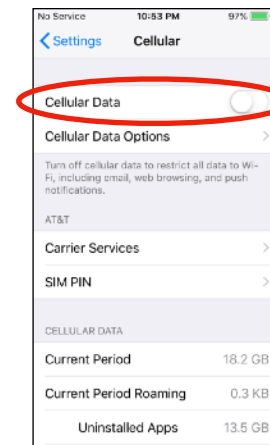 No Service 10:53 PM 97%
Settings Cellular
Cellular Data
Cellular Data Options
Turn off cellular data to restrict all data to Wi-
Fi, including email, web browsing, and push
notifications.
AT&T
Carrier Services
SIM PIN
CELLULAR DATA
Current Period 18.2 GB
Current Period Roaming 0.3 KB
Uninstalled Apps 13.5 GB